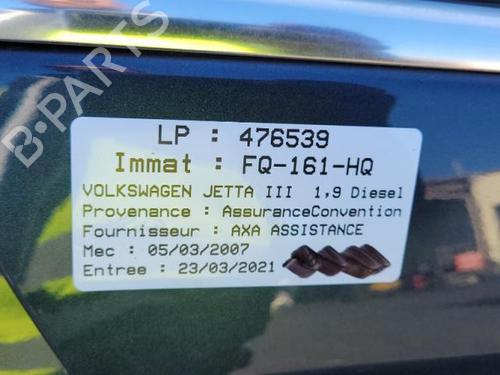 LP : 476539
Immat : FQ-161-HQ
VOLKSWAGEN JETTA III 1,9 Diesel
Provenance : AssuranceConvention
Fournisseur : AXA ASSISTANCE
Mec : 05/03/2007
Entree : 23/03/2021